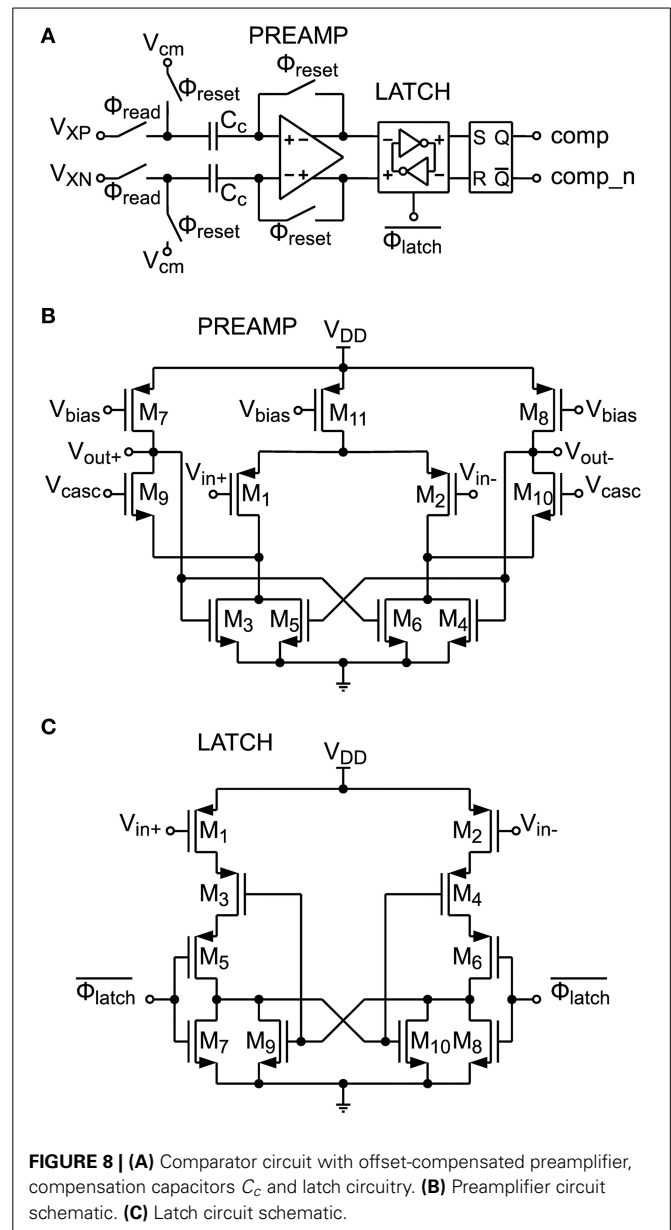 A
PREAMP
V_cm
Φ_reset
Φ_reset
LATCH
Φ_read
V_XP
C_c
+ − − + S Q comp
V_XN
− + + − R Q̅ comp_n
Φ_read
C_c
Φ_reset
Φ_reset
V_cm
\overline{Φ_latch}
B
PREAMP V_DD
V_bias M_7 V_bias M_11 M_8 V_bias
V_out+ V_out-
V_in+ V_in-
V_casc M_9 M_1 M_2 M_10 V_casc
M_3 M_5 M_6 M_4
C
LATCH V_DD
V_in+ M_1 M_2 V_in-
M_3 M_4
M_5 M_6
\overline{Φ_latch} \overline{Φ_latch}
M_7 M_9 M_10 M_8
FIGURE 8 | (A) Comparator circuit with offset-compensated preamplifier,
compensation capacitors C_c and latch circuitry. (B) Preamplifier circuit
schematic. (C) Latch circuit schematic.